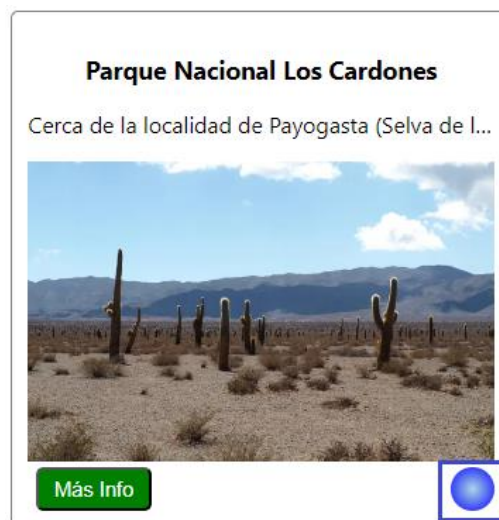 Parque Nacional Los Cardones
Cerca de la localidad de Payogasta (Selva de l...
Más Info